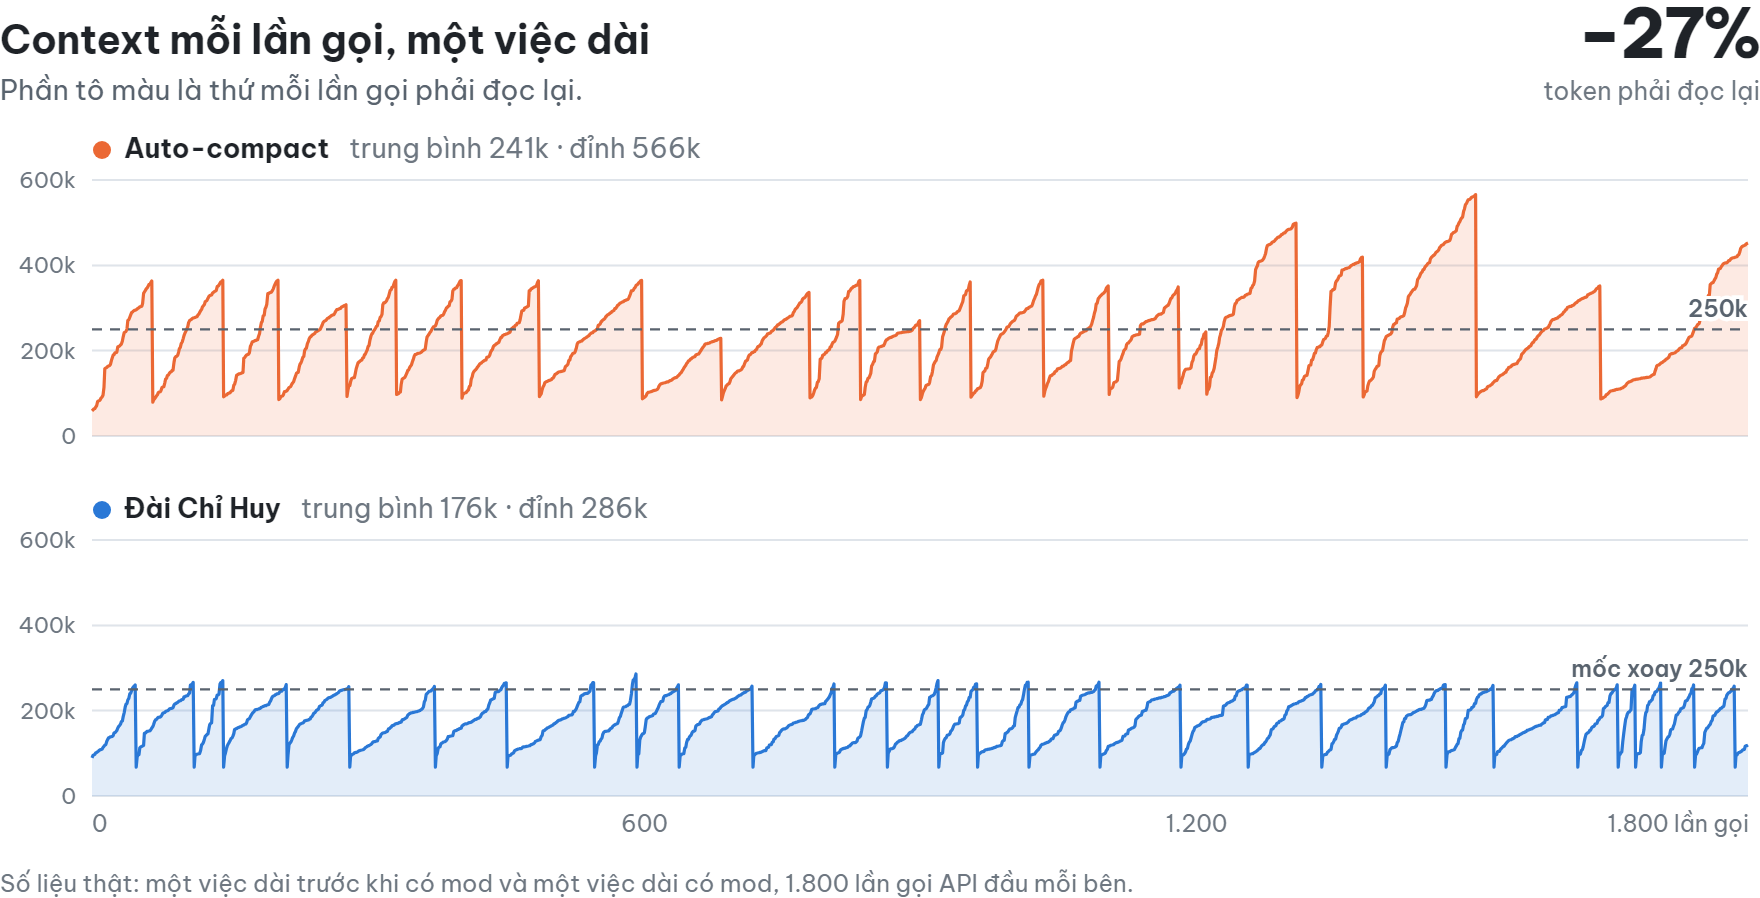 Context mỗi lần gọi, một việc dài
Phần tô màu là thứ mỗi lần gọi phải đọc lại.
−27%
token phải đọc lại
Auto-compact trung bình 241k · đỉnh 566k
600k
400k
250k
200k
0
Đài Chỉ Huy trung bình 176k · đỉnh 286k
600k
400k
mốc xoay 250k
200k
0
0 600 1.200 1.800 lần gọi
Số liệu thật: một việc dài trước khi có mod và một việc dài có mod, 1.800 lần gọi API đầu mỗi bên.